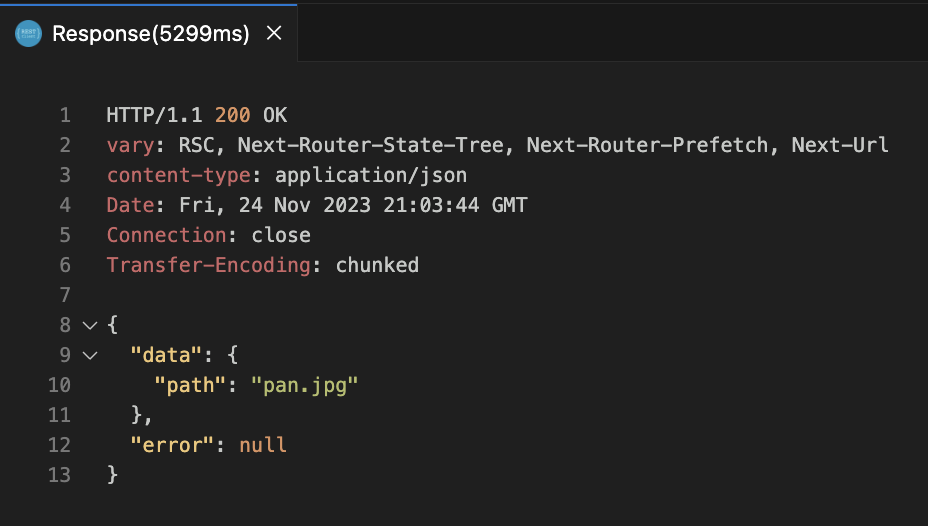 Response(5299ms)
1 HTTP/1.1 200 OK
2 vary: RSC, Next-Router-State-Tree, Next-Router-Prefetch, Next-Url
3 content-type: application/json
4 Date: Fri, 24 Nov 2023 21:03:44 GMT
5 Connection: close
6 Transfer-Encoding: chunked
7
8 {
9 "data": {
10 "path": "pan.jpg"
11 },
12 "error": null
13 }